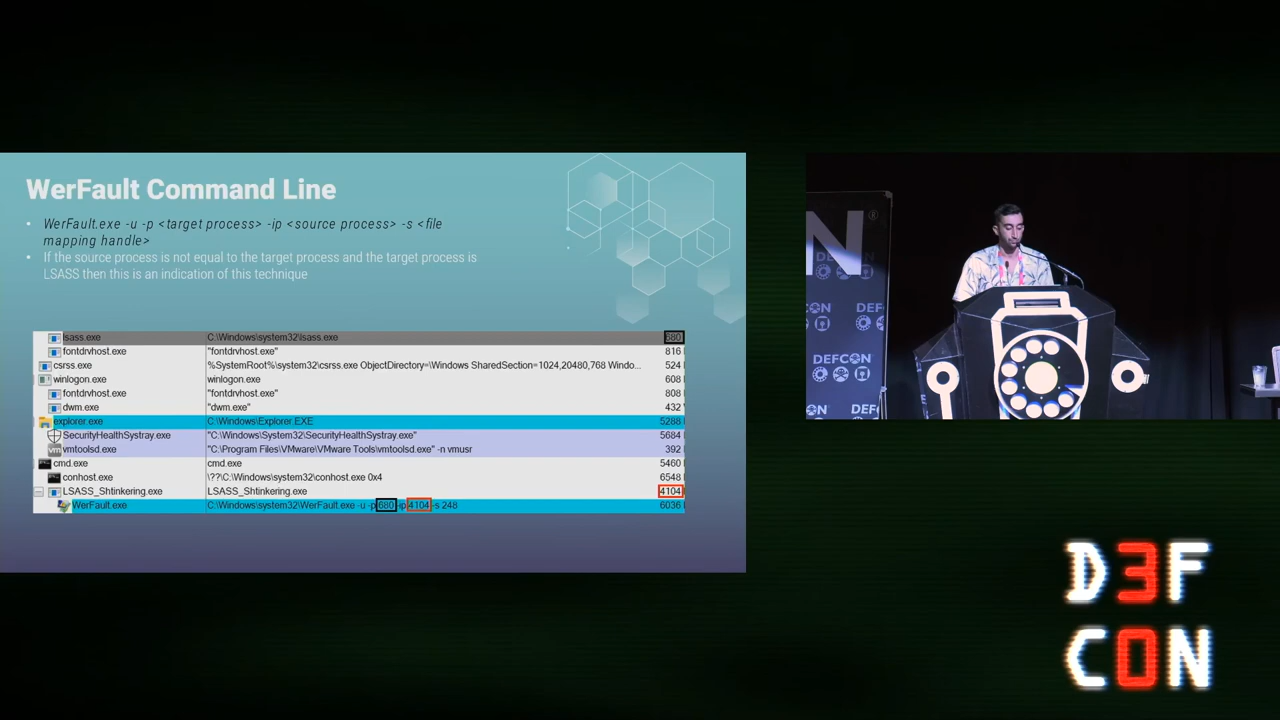 WerFault Command Line
• WerFault.exe -u -p <target process> -ip <source process> -s <file
mapping handle>
• If the source process is not equal to the target process and the target process is
LSASS then this is an indication of this technique
lsass.exe C:\Windows\system32\lsass.exe 680
fontdrvhost.exe "fontdrvhost.exe" 816
csrss.exe %SystemRoot%\system32\csrss.exe ObjectDirectory=\Windows SharedSection=1024,20480,768 Windo... 524
winlogon.exe winlogon.exe 608
fontdrvhost.exe "fontdrvhost.exe" 808
dwm.exe "dwm.exe" 432
explorer.exe C:\Windows\Explorer.EXE 5288
SecurityHealthSystray.exe "C:\Windows\System32\SecurityHealthSystray.exe" 5684
vm vmtoolsd.exe "C:\Program Files\VMware\VMware Tools\vmtoolsd.exe" -n vmusr 392
cmd.exe cmd.exe 5460
conhost.exe \??\C:\Windows\system32\conhost.exe 0x4 6548
LSASS_Shtinkering.exe LSASS_Shtinkering.exe 4104
WerFault.exe C:\Windows\system32\WerFault.exe -u -p 680 -ip 4104 -s 248 6036
N ®
DEFCON
DEFCON
D3F
C0N